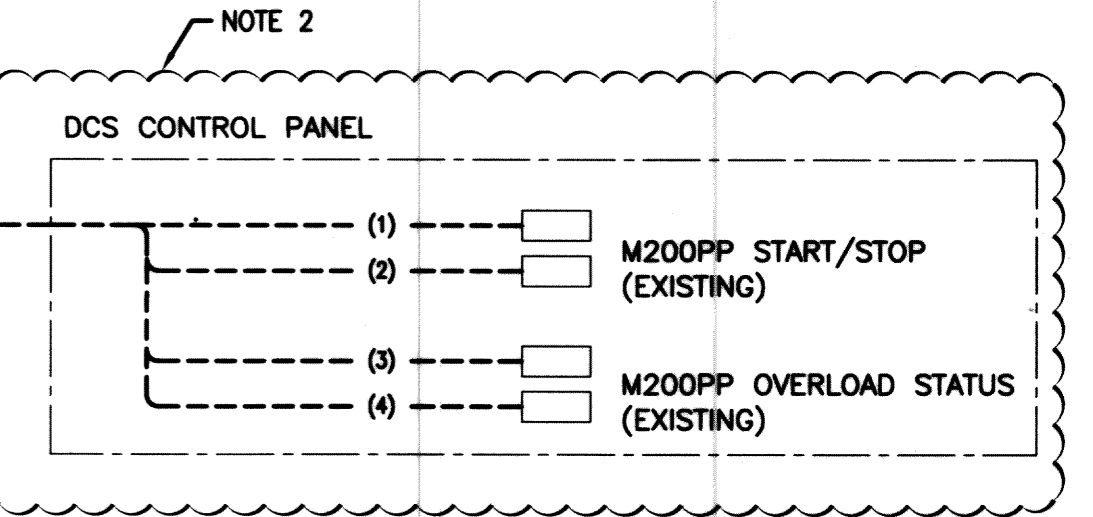 NOTE 2
DCS CONTROL PANEL
(1)
(2)
M200PP START/STOP
(EXISTING)
(3)
(4)
M200PP OVERLOAD STATUS
(EXISTING)